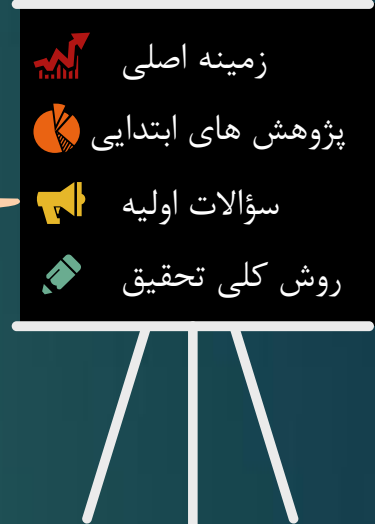 زمینه اصلی
پژوهش های ابتدایی
سؤالات اولیه
روش کلی تحقیق